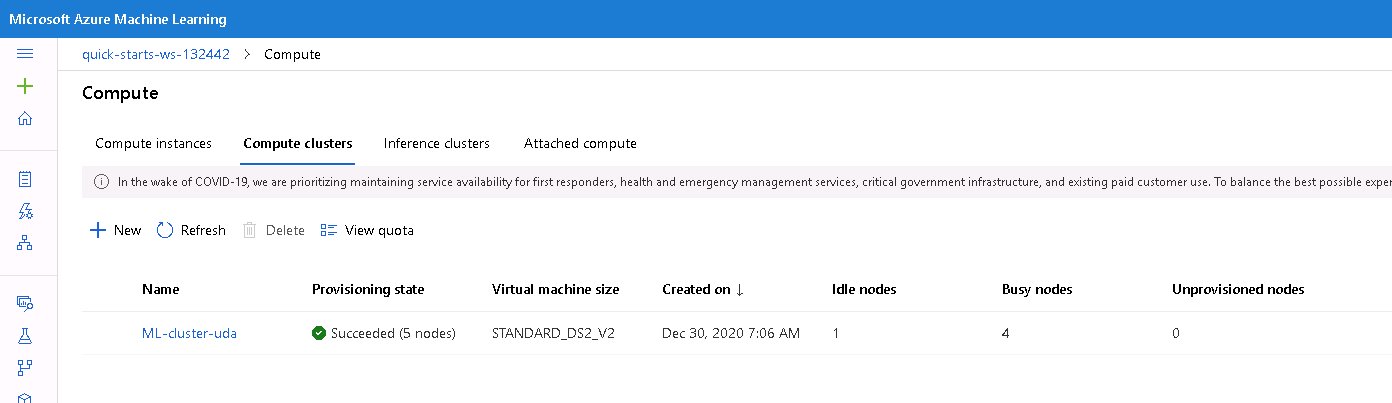 Microsoft Azure Machine Learning
quick-starts-ws-132442 > Compute
Compute
Compute instances Compute clusters Inference clusters Attached compute
In the wake of COVID-19, we are prioritizing maintaining service availability for first responders, health and emergency management services, critical government infrastructure, and existing paid customer use. To balance the best possible exper
New Refresh Delete View quota
Name Provisioning state Virtual machine size Created on ↓ Idle nodes Busy nodes Unprovisioned nodes
ML-cluster-uda Succeeded (5 nodes) STANDARD_DS2_V2 Dec 30, 2020 7:06 AM 1 4 0